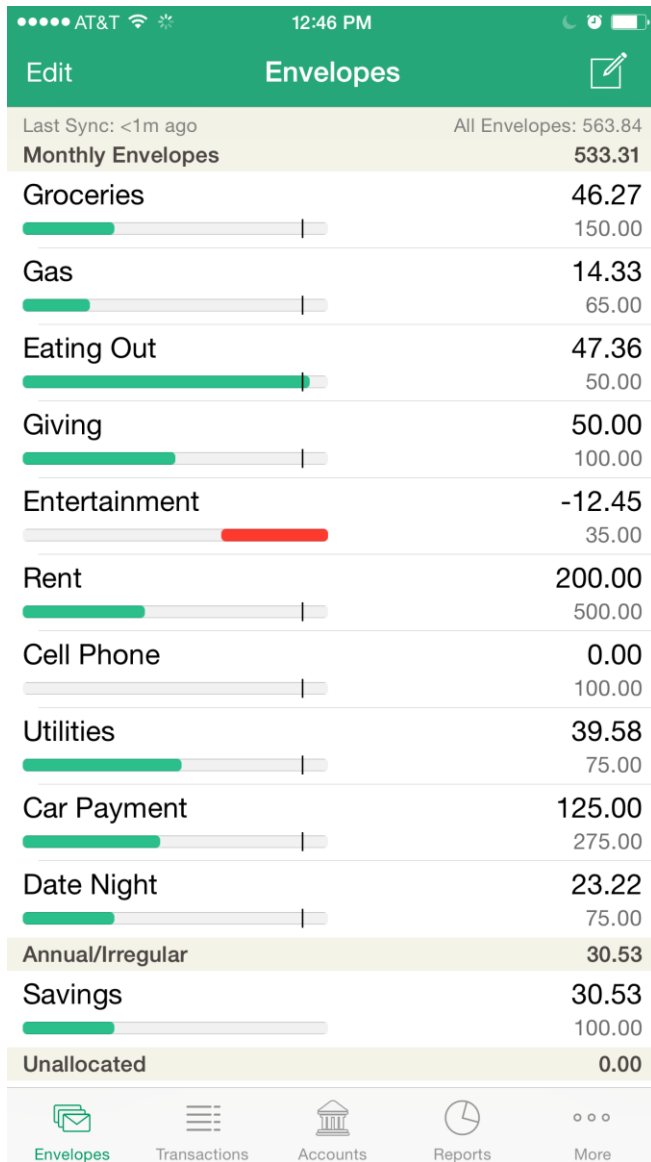 AT&T 12:46 PM
Edit Envelopes
Last Sync: <1m ago All Envelopes: 563.84
Monthly Envelopes 533.31
Groceries 46.27
150.00
Gas 14.33
65.00
Eating Out 47.36
50.00
Giving 50.00
100.00
Entertainment -12.45
35.00
Rent 200.00
500.00
Cell Phone 0.00
100.00
Utilities 39.58
75.00
Car Payment 125.00
275.00
Date Night 23.22
75.00
Annual/Irregular 30.53
Savings 30.53
100.00
Unallocated 0.00
Envelopes Transactions Accounts Reports More